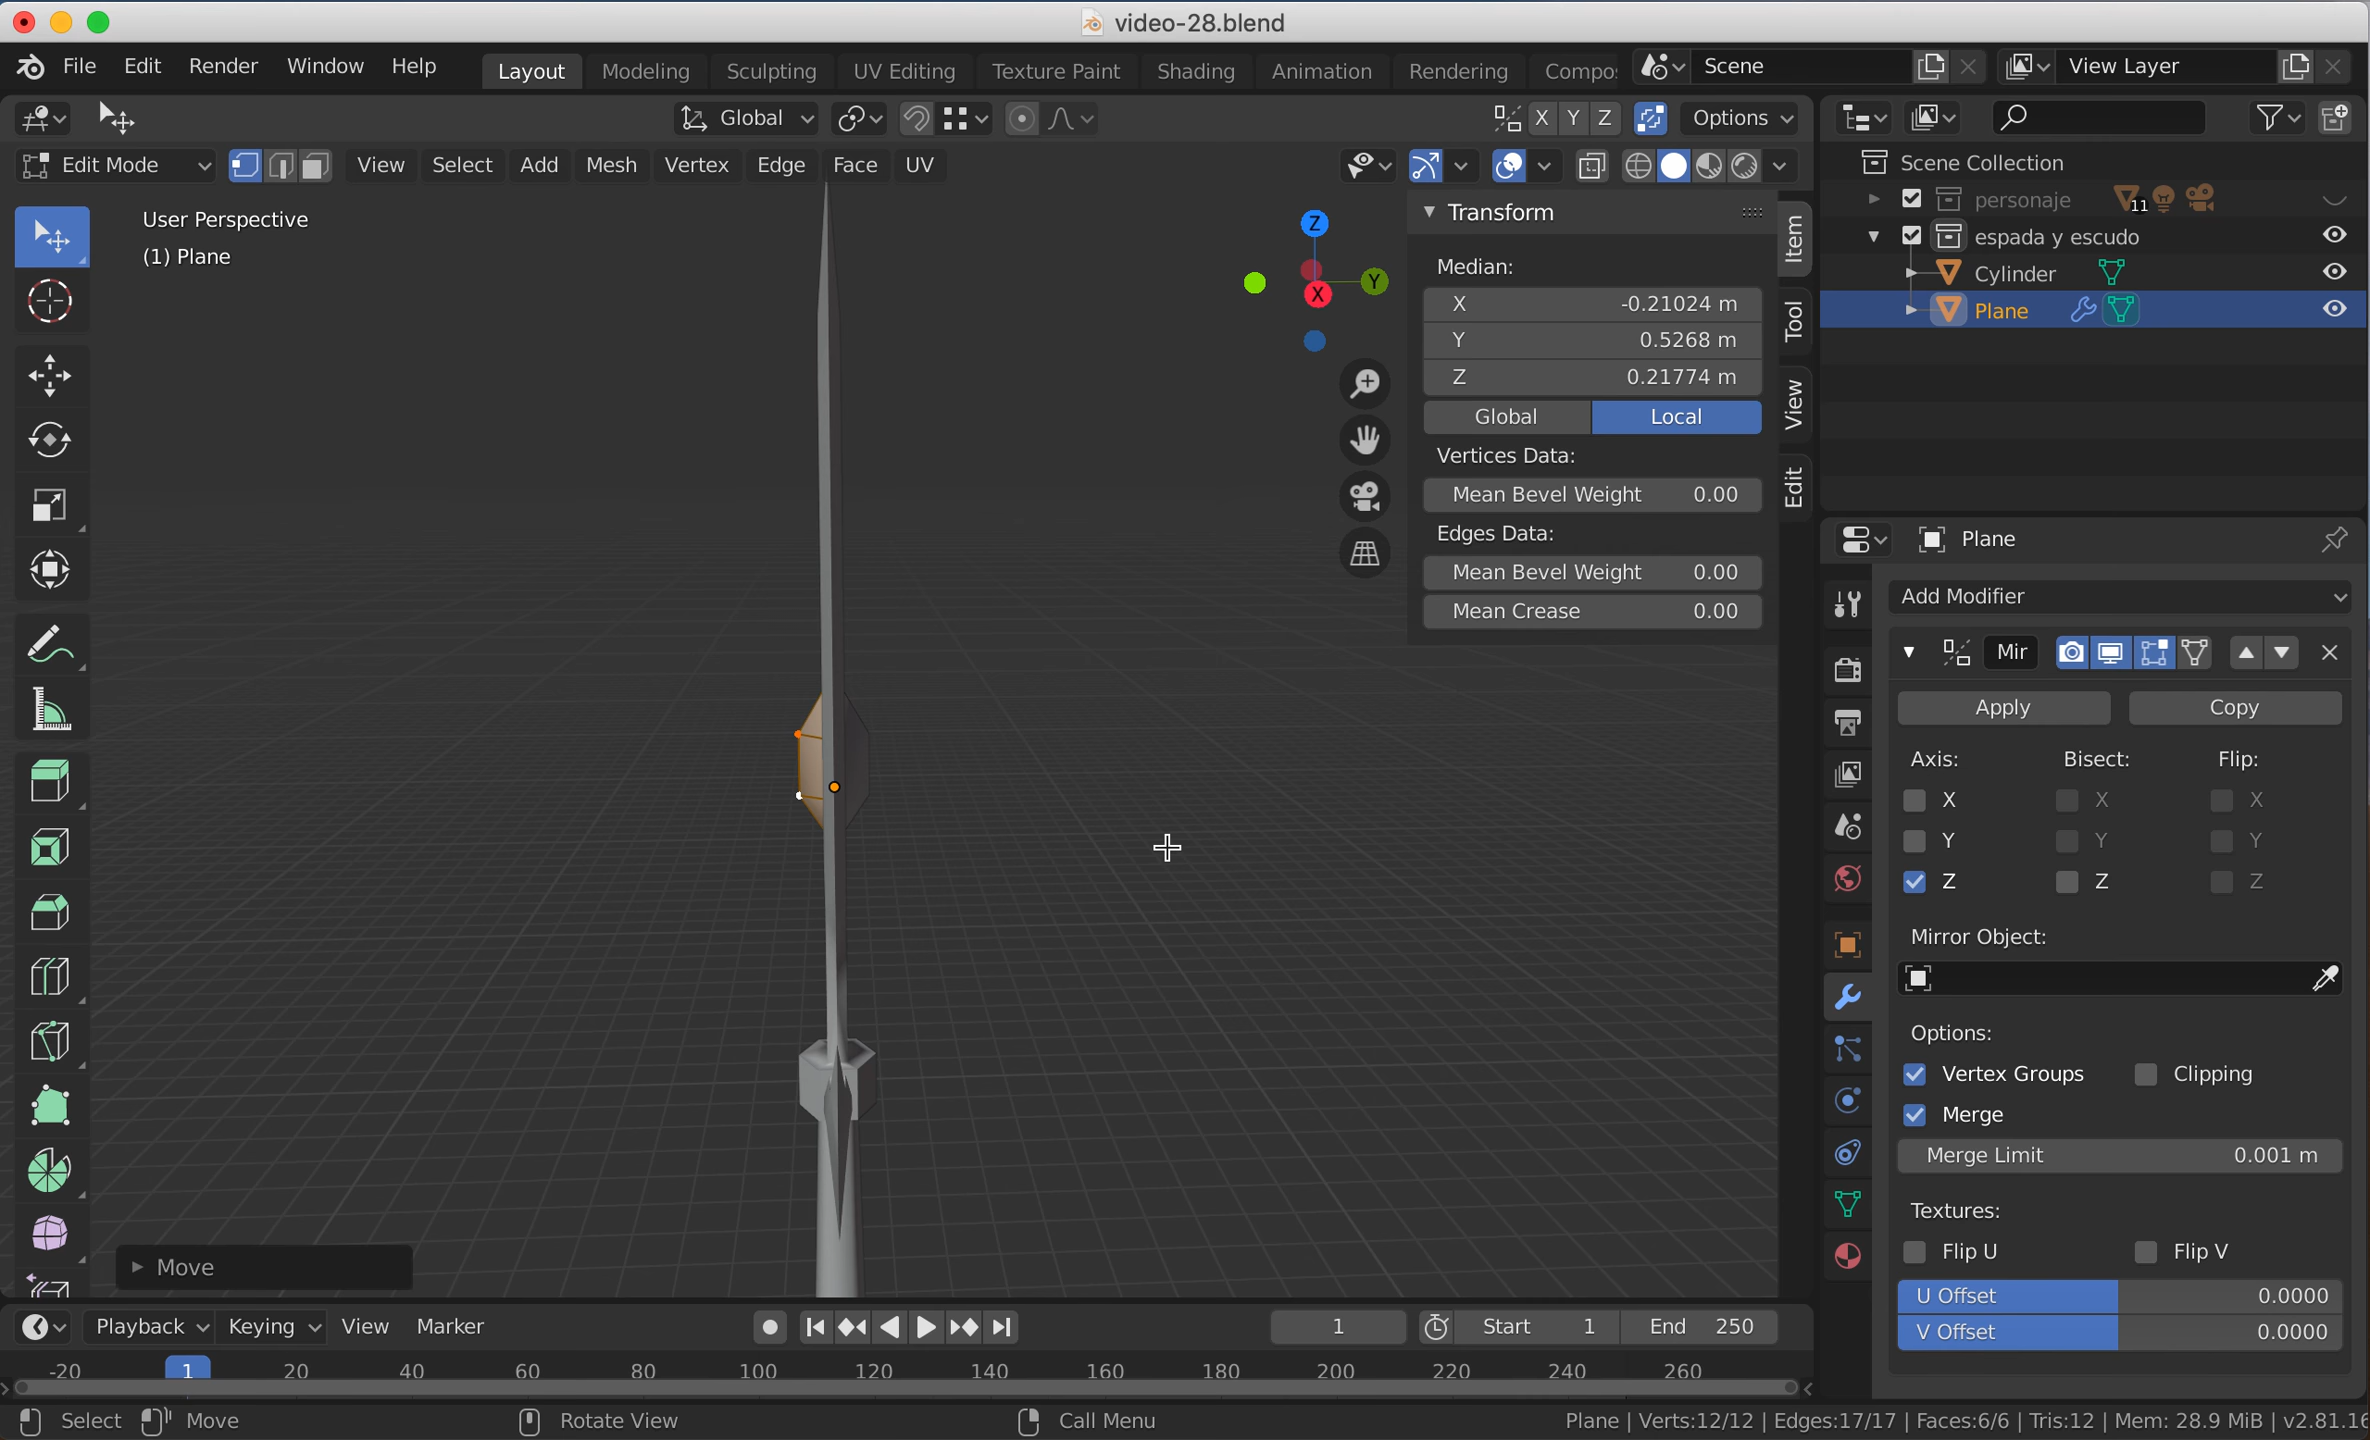 video-28.blend
File Edit Render Window Help Layout Modeling Sculpting UV Editing Texture Paint Shading Animation Rendering Compos Scene View Layer
Global X Y Z Options
Edit Mode View Select Add Mesh Vertex Edge Face UV
User Perspective
(1) Plane
Z
Y
X
Transform
Median:
X -0.21024 m
Y 0.5268 m
Z 0.21774 m
Global Local
Vertices Data:
Mean Bevel Weight 0.00
Edges Data:
Mean Bevel Weight 0.00
Mean Crease 0.00
Item
Tool
View
Edit
Scene Collection
personaje 11
espada y escudo
Cylinder
Plane
Plane
Add Modifier
Mir
Apply Copy
Axis: Bisect: Flip:
X X X
Y Y Y
Z Z Z
Mirror Object:
Options:
Vertex Groups Clipping
Merge
Merge Limit 0.001 m
Textures:
Flip U Flip V
U Offset 0.0000
V Offset 0.0000
Move
Playback Keying View Marker 1 Start 1 End 250
-20 1 20 40 60 80 100 120 140 160 180 200 220 240 260
Select Move Rotate View Call Menu Plane | Verts:12/12 | Edges:17/17 | Faces:6/6 | Tris:12 | Mem: 28.9 MiB | v2.81.16